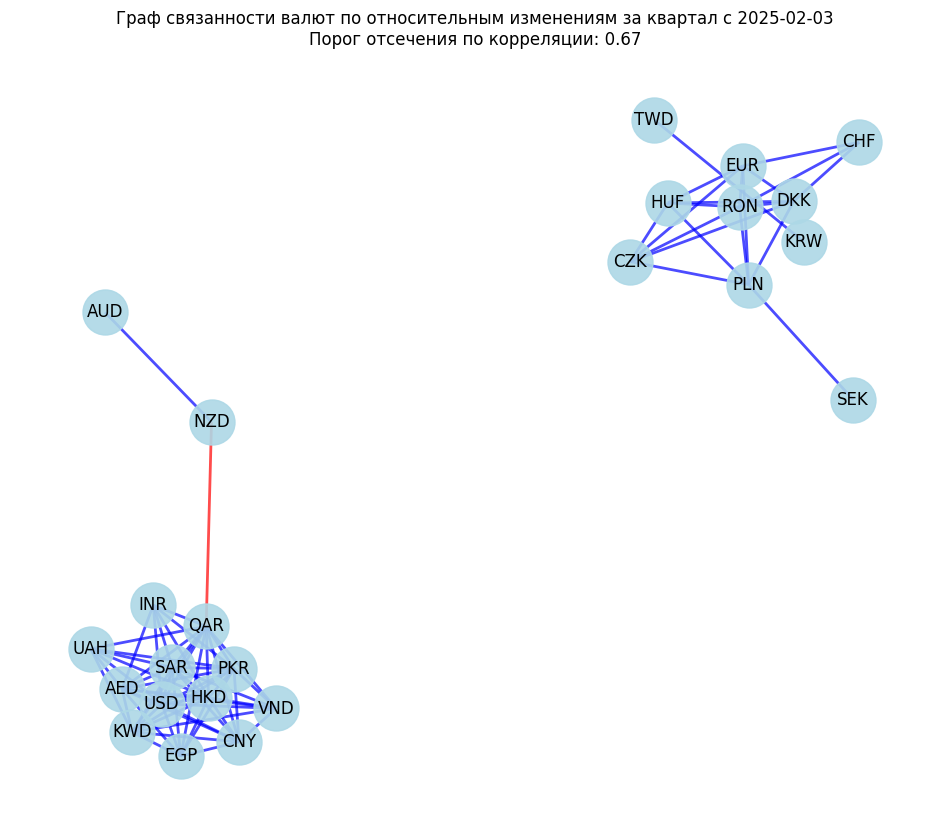 Граф связанности валют по относительным изменениям за квартал с 2025-02-03
Порог отсечения по корреляции: 0.67
TWD
CHF
EUR
HUF
RON
DKK
KRW
CZK
PLN
AUD
SEK
NZD
INR
QAR
UAH
SAR
PKR
AED
USD
HKD
VND
KWD
CNY
EGP